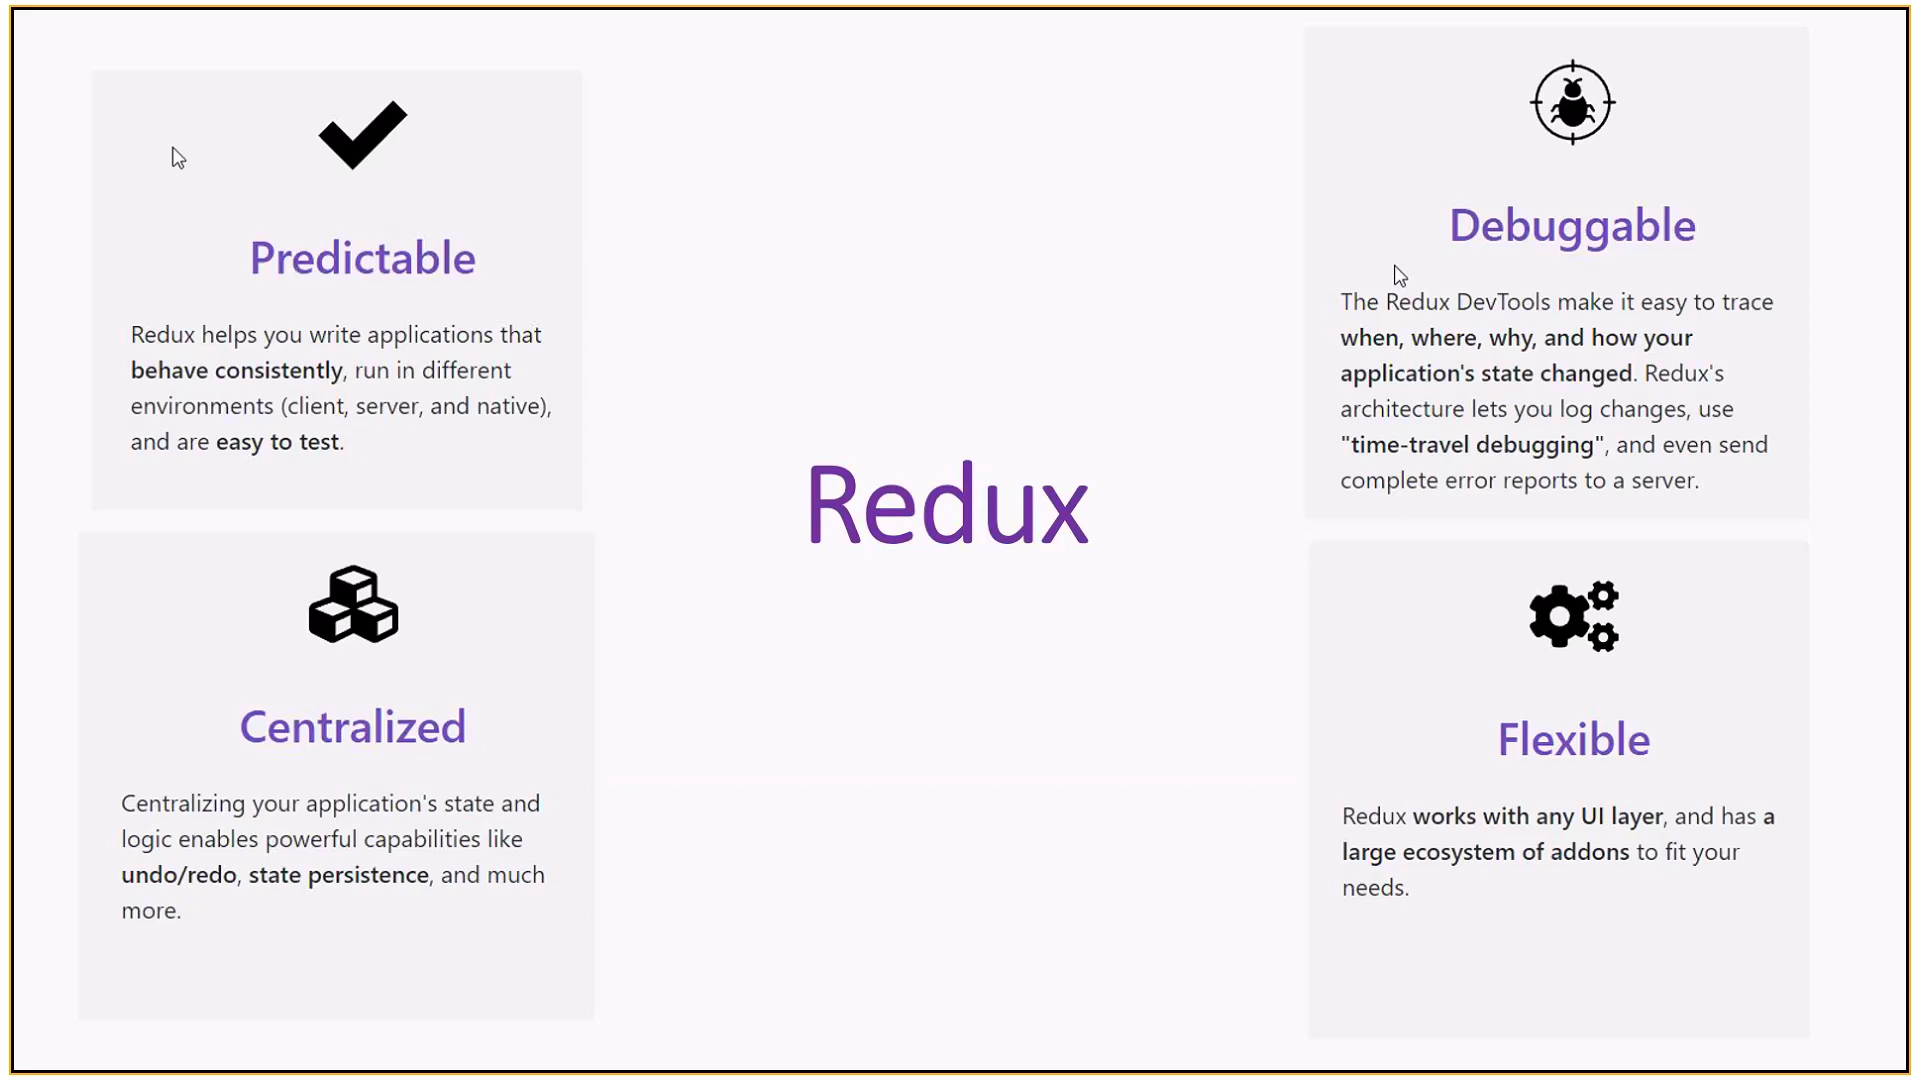 Predictable
Redux helps you write applications that
behave consistently, run in different
environments (client, server, and native),
and are easy to test.
Centralized
Centralizing your application's state and
logic enables powerful capabilities like
undo/redo, state persistence, and much
more.
Redux
Debuggable
The Redux DevTools make it easy to trace
when, where, why, and how your
application's state changed. Redux's
architecture lets you log changes, use
"time-travel debugging", and even send
complete error reports to a server.
Flexible
Redux works with any UI layer, and has a
large ecosystem of addons to fit your
needs.